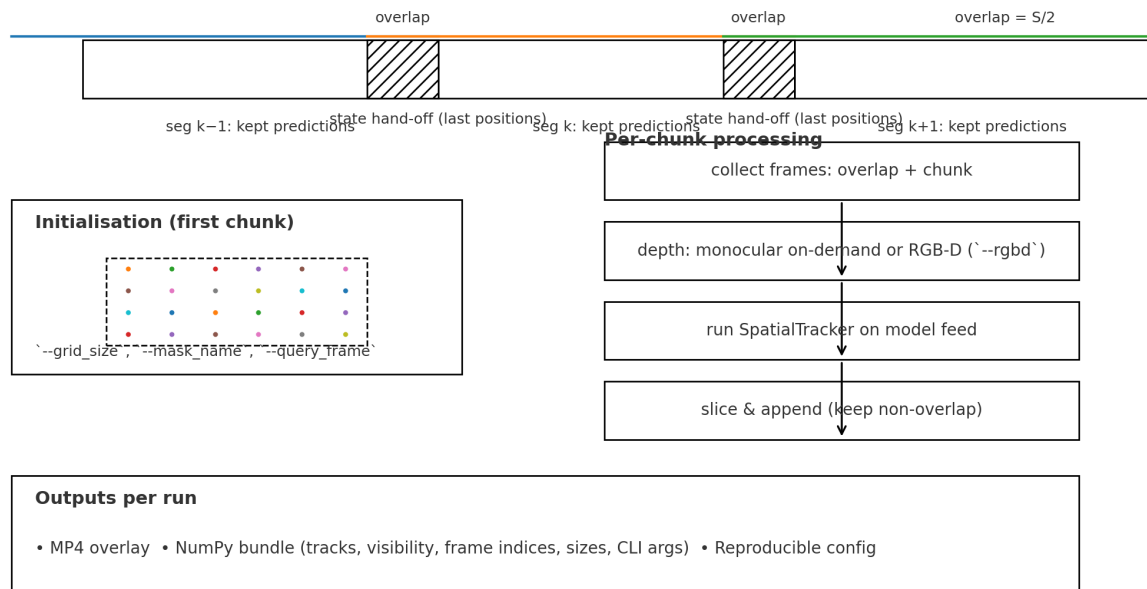 overlap
overlap
overlap = S/2
state hand-off (last positions)
state hand-off (last positions)
seg k−1: kept predictions
seg k: kept predictions
seg k+1: kept predictions
Per-chunk processing
collect frames: overlap + chunk
Initialisation (first chunk)
depth: monocular on-demand or RGB-D (`--rgbd`)
run SpatialTracker on model feed
`--grid_size`, `--mask_name`, `--query_frame`
slice & append (keep non-overlap)
Outputs per run
• MP4 overlay • NumPy bundle (tracks, visibility, frame indices, sizes, CLI args) • Reproducible config